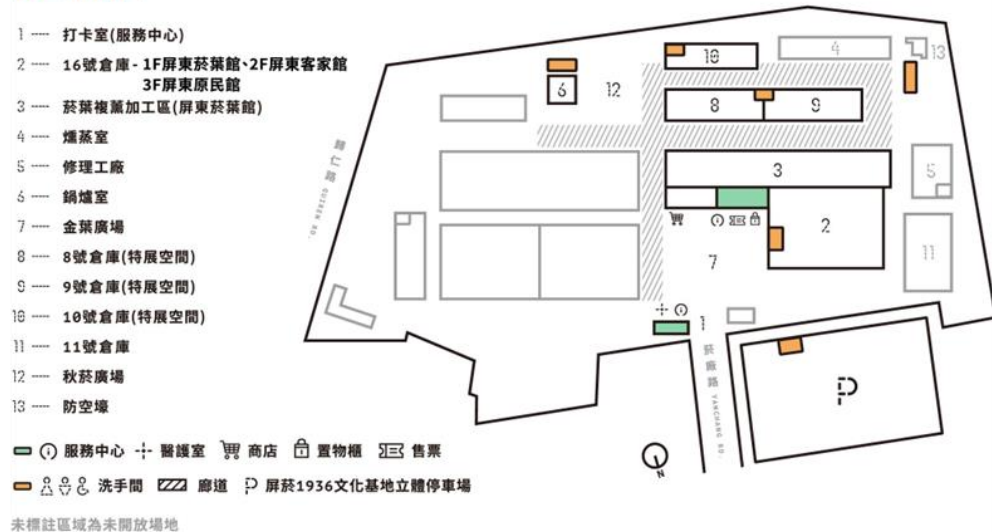 1 ---- 打卡室(服務中心)
2 ---- 16號倉庫- 1F屏東菸葉館、2F屏東客家館
3F屏東原民館
3 ---- 菸葉複薰加工區(屏東菸葉館)
4 ---- 燻蒸室
5 ---- 修理工廠
6 ---- 鍋爐室
7 ---- 金葉廣場
8 ---- 8號倉庫(特展空間)
9 ---- 9號倉庫(特展空間)
10 ---- 10號倉庫(特展空間)
11 ---- 11號倉庫
12 ---- 秋菸廣場
13 ---- 防空壕
服務中心 醫護室 商店 置物櫃 售票
洗手間 廊道 P 屏菸1936文化基地立體停車場
未標註區域為未開放場地
10
4
13
6
12
8
9
歸仁路 GUIREN RD.
3
5
2
11
7
1
菸廠路 YANCHANG RD.
P
N